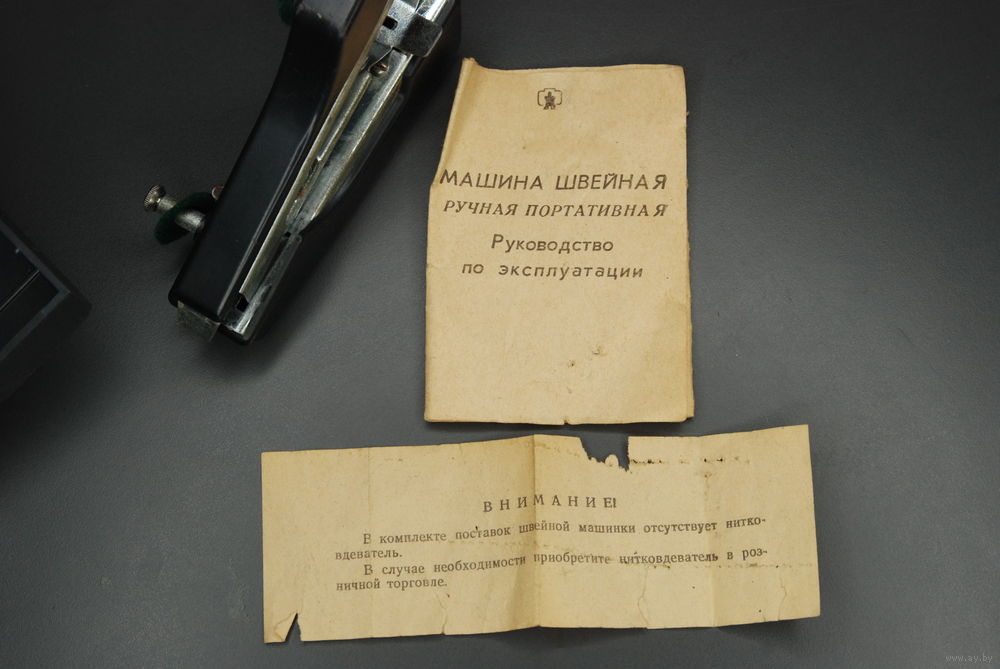 МАШИНА ШВЕЙНАЯ
РУЧНАЯ ПОРТАТИВНАЯ
Руководство
по эксплуатации
ВНИМАНИЕ!
В комплекте поставок швейной машинки отсутствует нитко-
вдеватель.
В случае необходимости приобретите нитковдеватель в роз-
ничной торговле.
www.ay.by